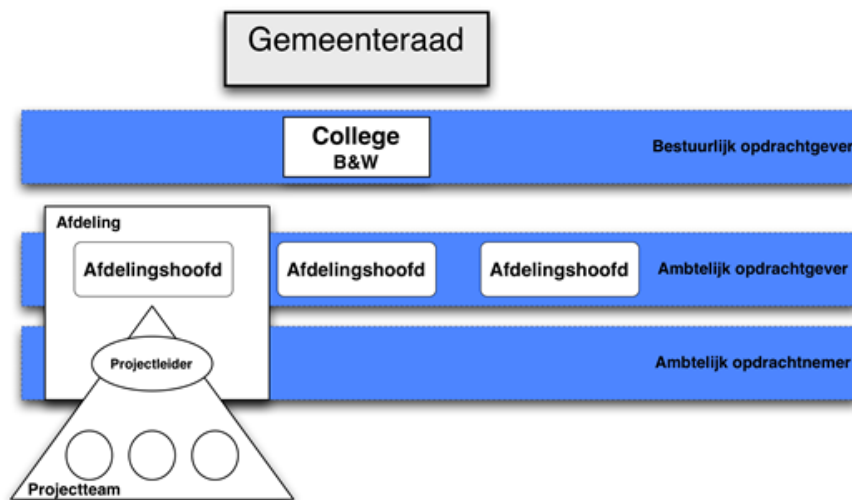 Gemeenteraad
College
B&W
Bestuurlijk opdrachtgever
Afdeling
Afdelingshoofd
Afdelingshoofd
Afdelingshoofd
Ambtelijk opdrachtgever
Projectleider
Ambtelijk opdrachtnemer
Projectteam